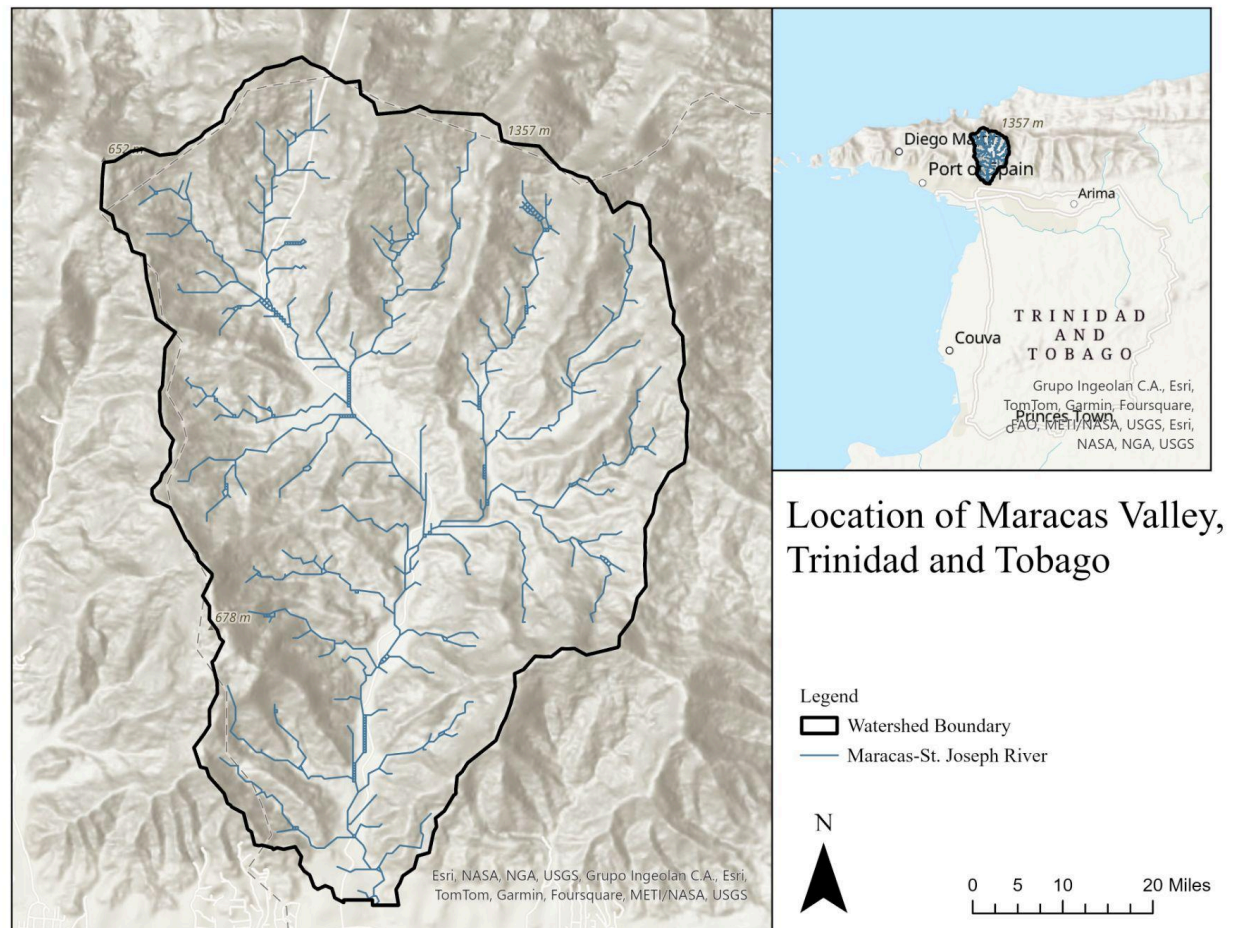 652 m
1357 m
678 m
Esri, NASA, NGA, USGS, Grupo Ingeolan C.A., Esri,
TomTom, Garmin, Foursquare, METI/NASA, USGS
1357 m
Diego Ma
Port of Spain
Arima
TRINIDAD
AND
TOBAGO
Couva
Grupo Ingeolan C.A., Esri,
TomTom, Garmin, Foursquare,
Princes Town
FAO, METI/NASA, USGS, Esri,
NASA, NGA, USGS
Location of Maracas Valley,
Trinidad and Tobago
Legend
Watershed Boundary
Maracas-St. Joseph River
N
0 5 10 20 Miles